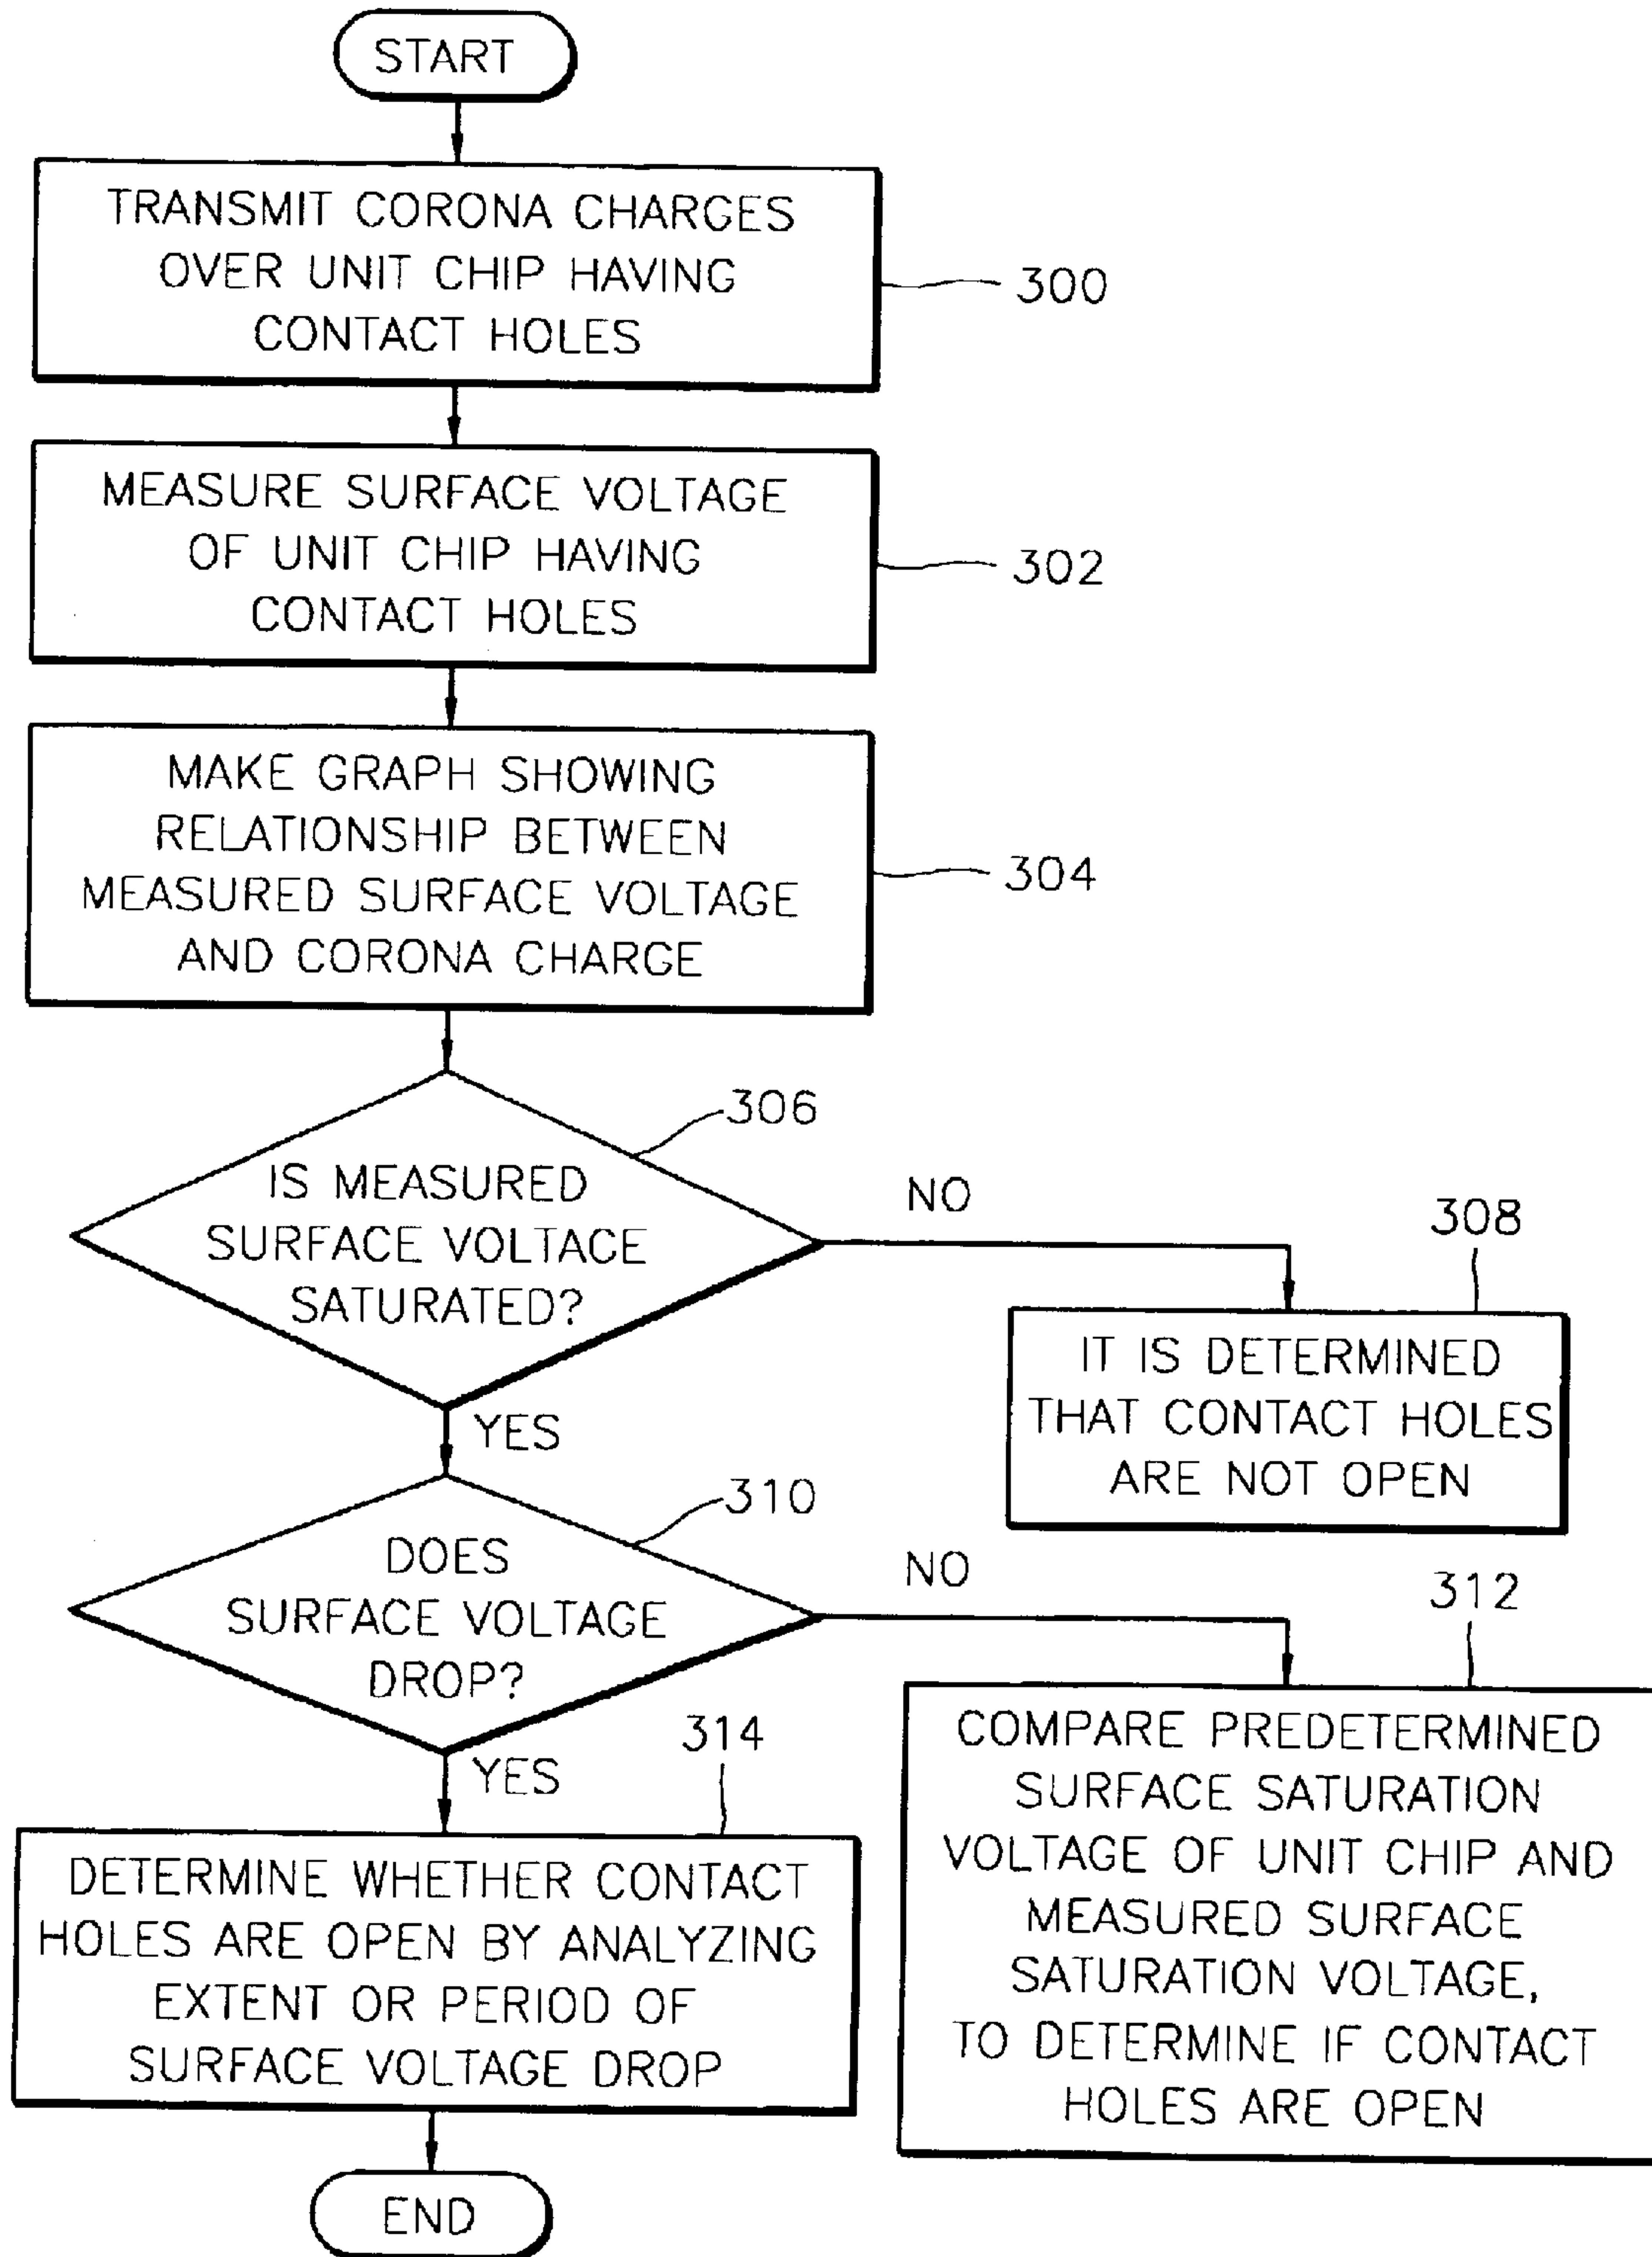 START
TRANSMIT CORONA CHARGES
OVER UNIT CHIP HAVING
CONTACT HOLES
300
MEASURE SURFACE VOLTAGE
OF UNIT CHIP HAVING
CONTACT HOLES
302
MAKE GRAPH SHOWING
RELATIONSHIP BETWEEN
MEASURED SURFACE VOLTAGE
AND CORONA CHARGE
304
306
IS MEASURED
SURFACE VOLTACE
SATURATED?
NO
308
IT IS DETERMINED
THAT CONTACT HOLES
ARE NOT OPEN
YES
310
DOES
SURFACE VOLTAGE
DROP?
NO
312
COMPARE PREDETERMINED
SURFACE SATURATION
VOLTAGE OF UNIT CHIP AND
MEASURED SURFACE
SATURATION VOLTAGE,
TO DETERMINE IF CONTACT
HOLES ARE OPEN
YES
314
DETERMINE WHETHER CONTACT
HOLES ARE OPEN BY ANALYZING
EXTENT OR PERIOD OF
SURFACE VOLTAGE DROP
END